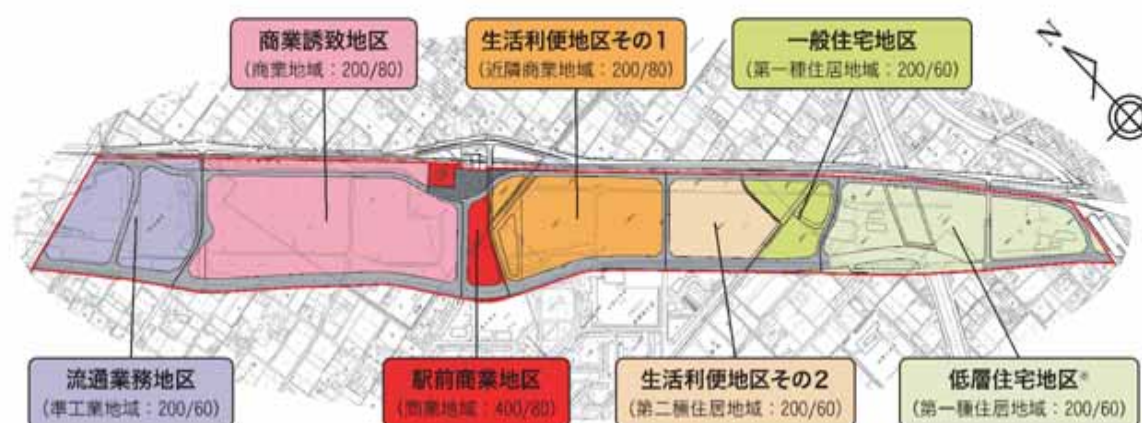 商業誘致地区
(商業地域：200/80)
生活利便地区その1
(近隣商業地域：200/80)
一般住宅地区
(第一種住居地域：200/60)
N
流通業務地区
(準工業地域：200/60)
駅前商業地区
(商業地域：400/80)
生活利便地区その2
(第二種住居地域：200/60)
低層住宅地区※
(第一種住居地域：200/60)